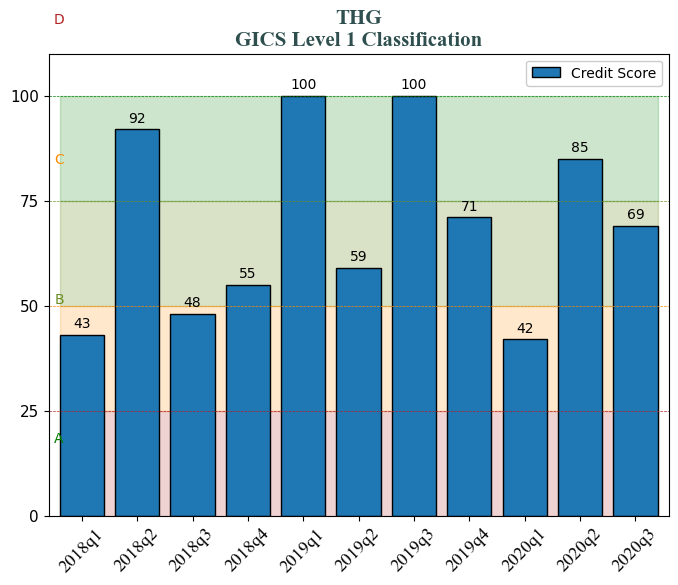 D
THG
GICS Level 1 Classification
Credit Score
100
75
50
25
0
C
B
A
43
92
48
55
100
59
100
71
42
85
69
2018q1
2018q2
2018q3
2018q4
2019q1
2019q2
2019q3
2019q4
2020q1
2020q2
2020q3